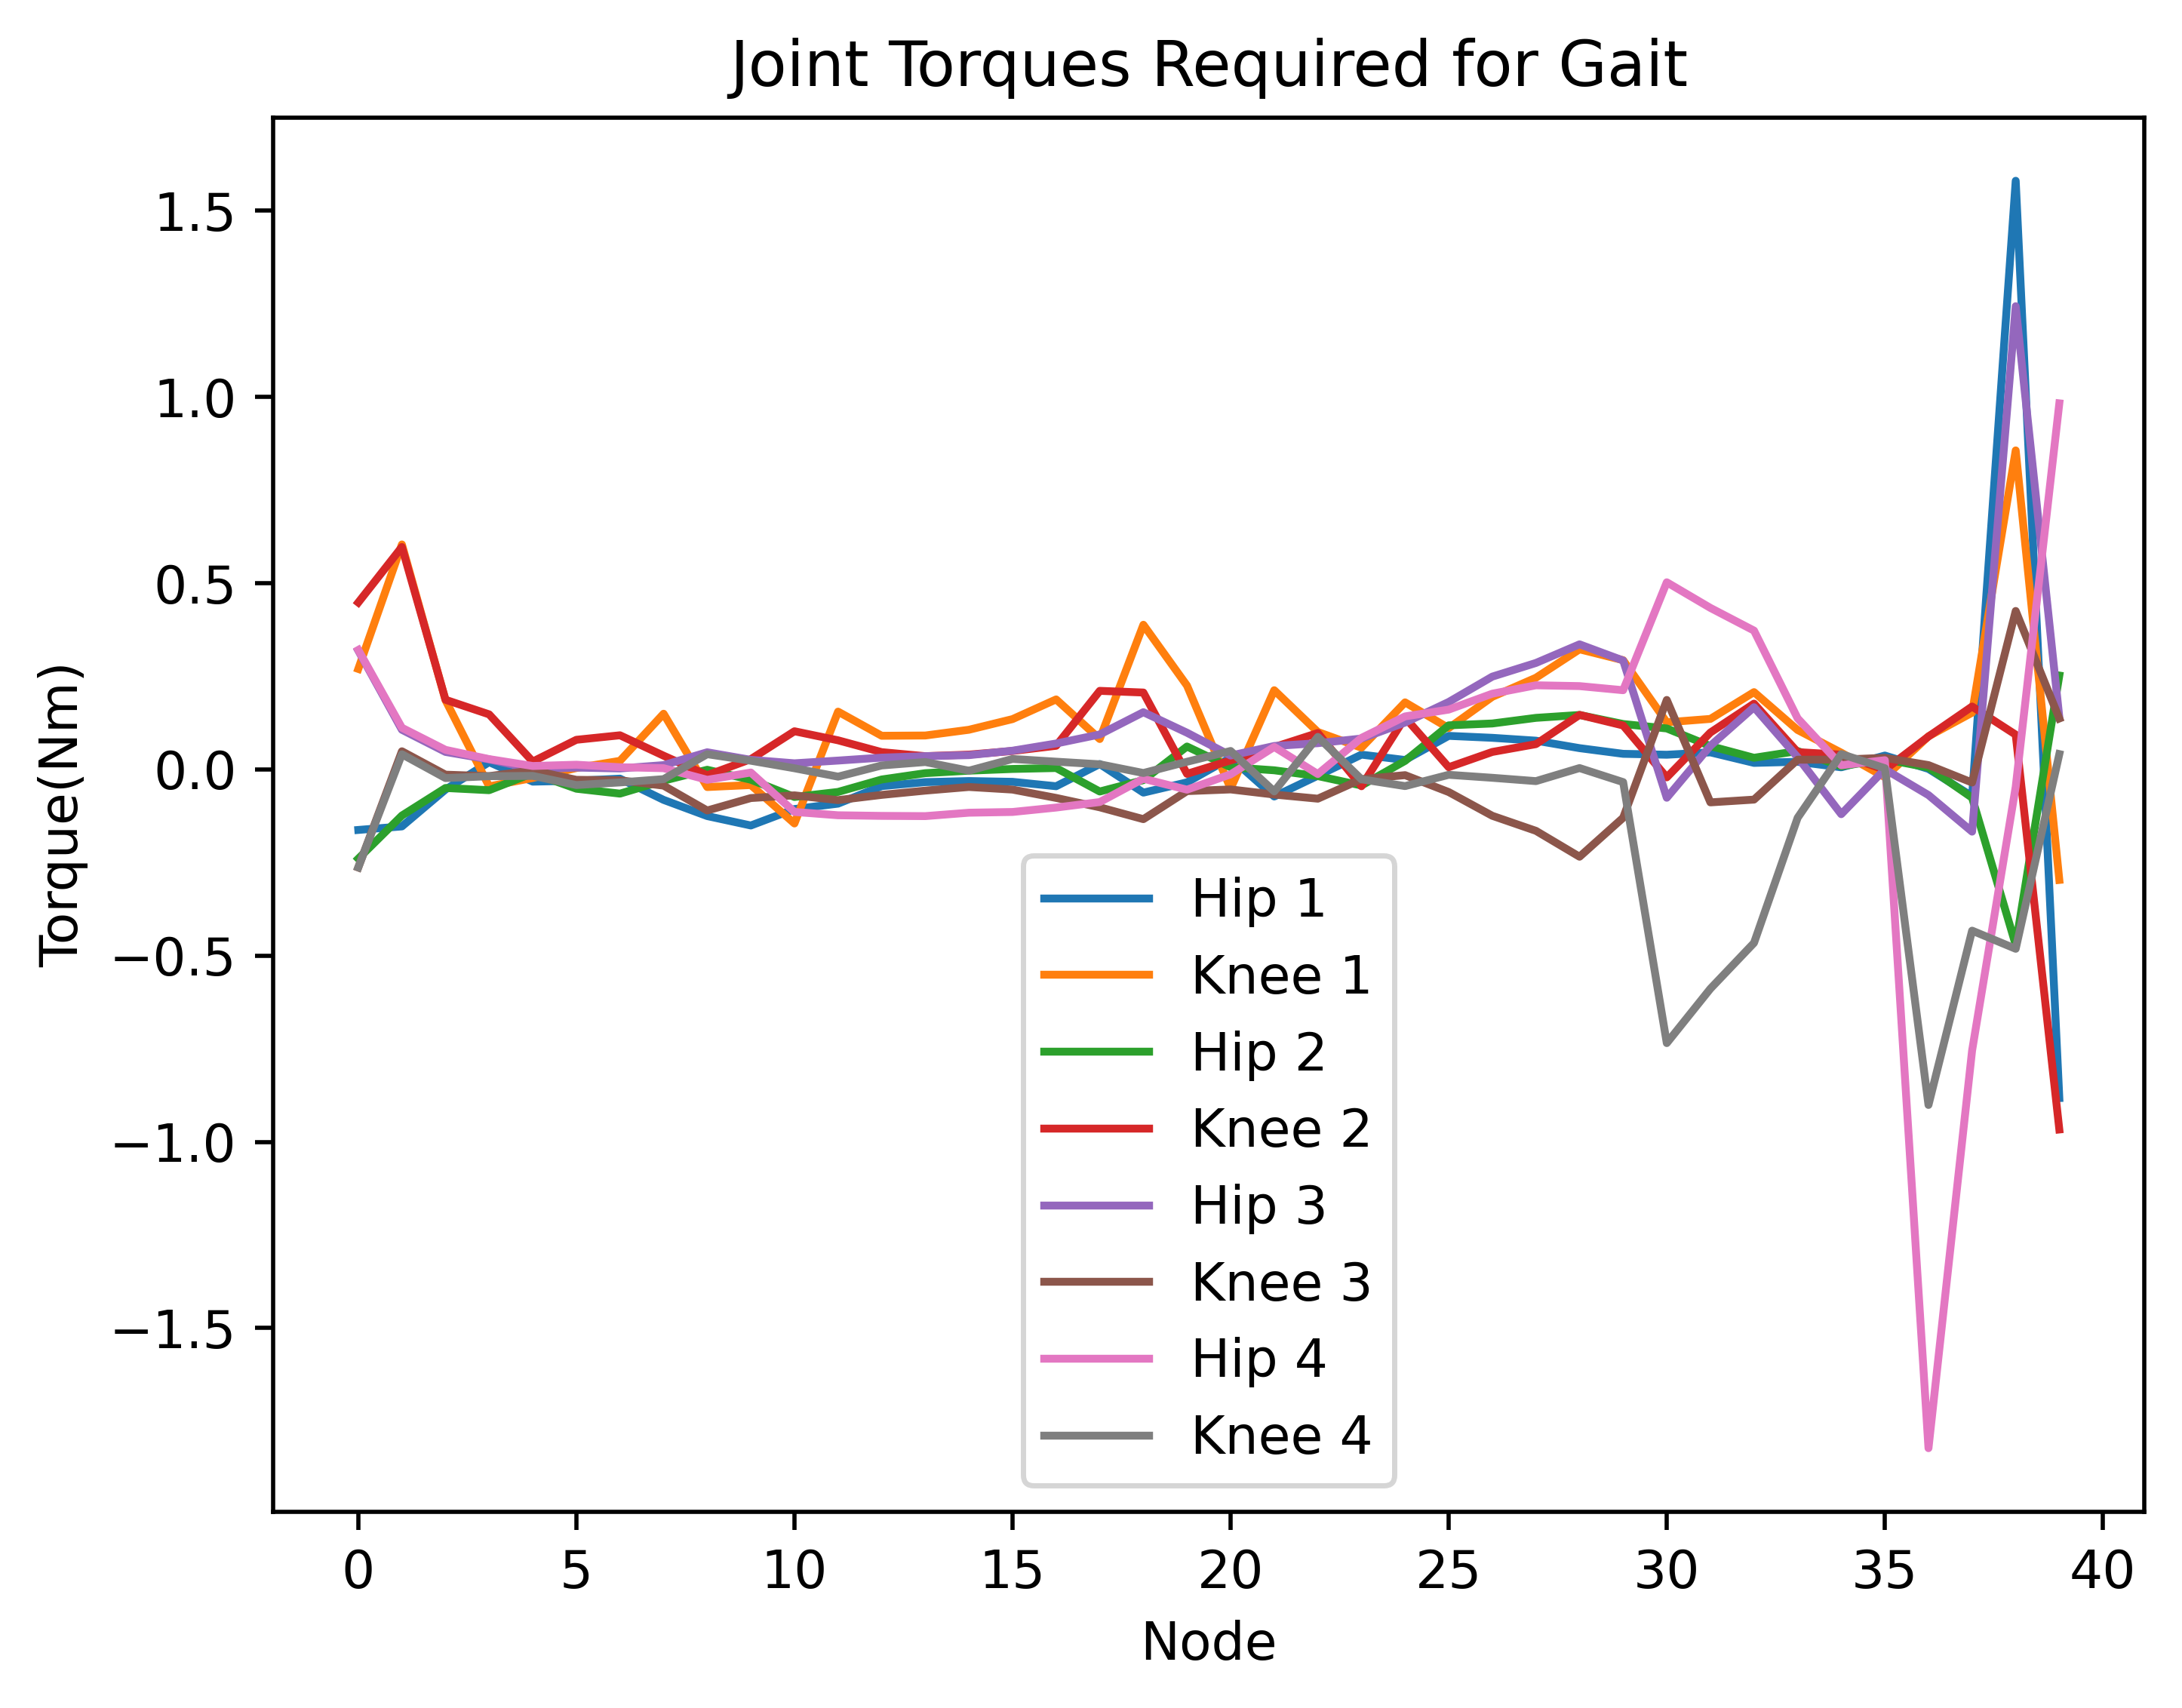 Joint Torques Required for Gait
Torque(Nm)
1.5
1.0
0.5
0.0
−0.5
−1.0
−1.5
Hip 1
Knee 1
Hip 2
Knee 2
Hip 3
Knee 3
Hip 4
Knee 4
0 5 10 15 20 25 30 35 40
Node